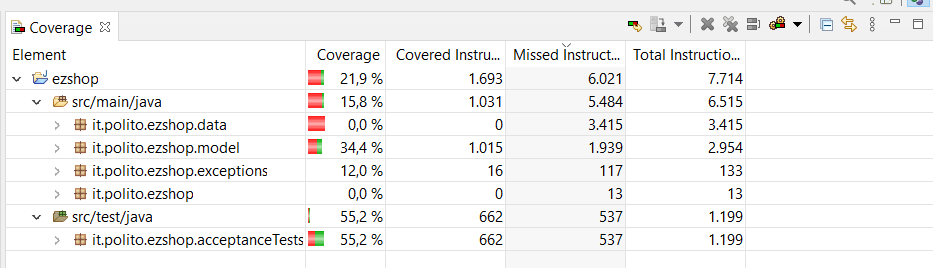 Coverage
Element Coverage Covered Instru... Missed Instruct... Total Instructio...
ezshop 21,9 % 1.693 6.021 7.714
src/main/java 15,8 % 1.031 5.484 6.515
it.polito.ezshop.data 0,0 % 0 3.415 3.415
it.polito.ezshop.model 34,4 % 1.015 1.939 2.954
it.polito.ezshop.exceptions 12,0 % 16 117 133
it.polito.ezshop 0,0 % 0 13 13
src/test/java 55,2 % 662 537 1.199
it.polito.ezshop.acceptanceTests 55,2 % 662 537 1.199